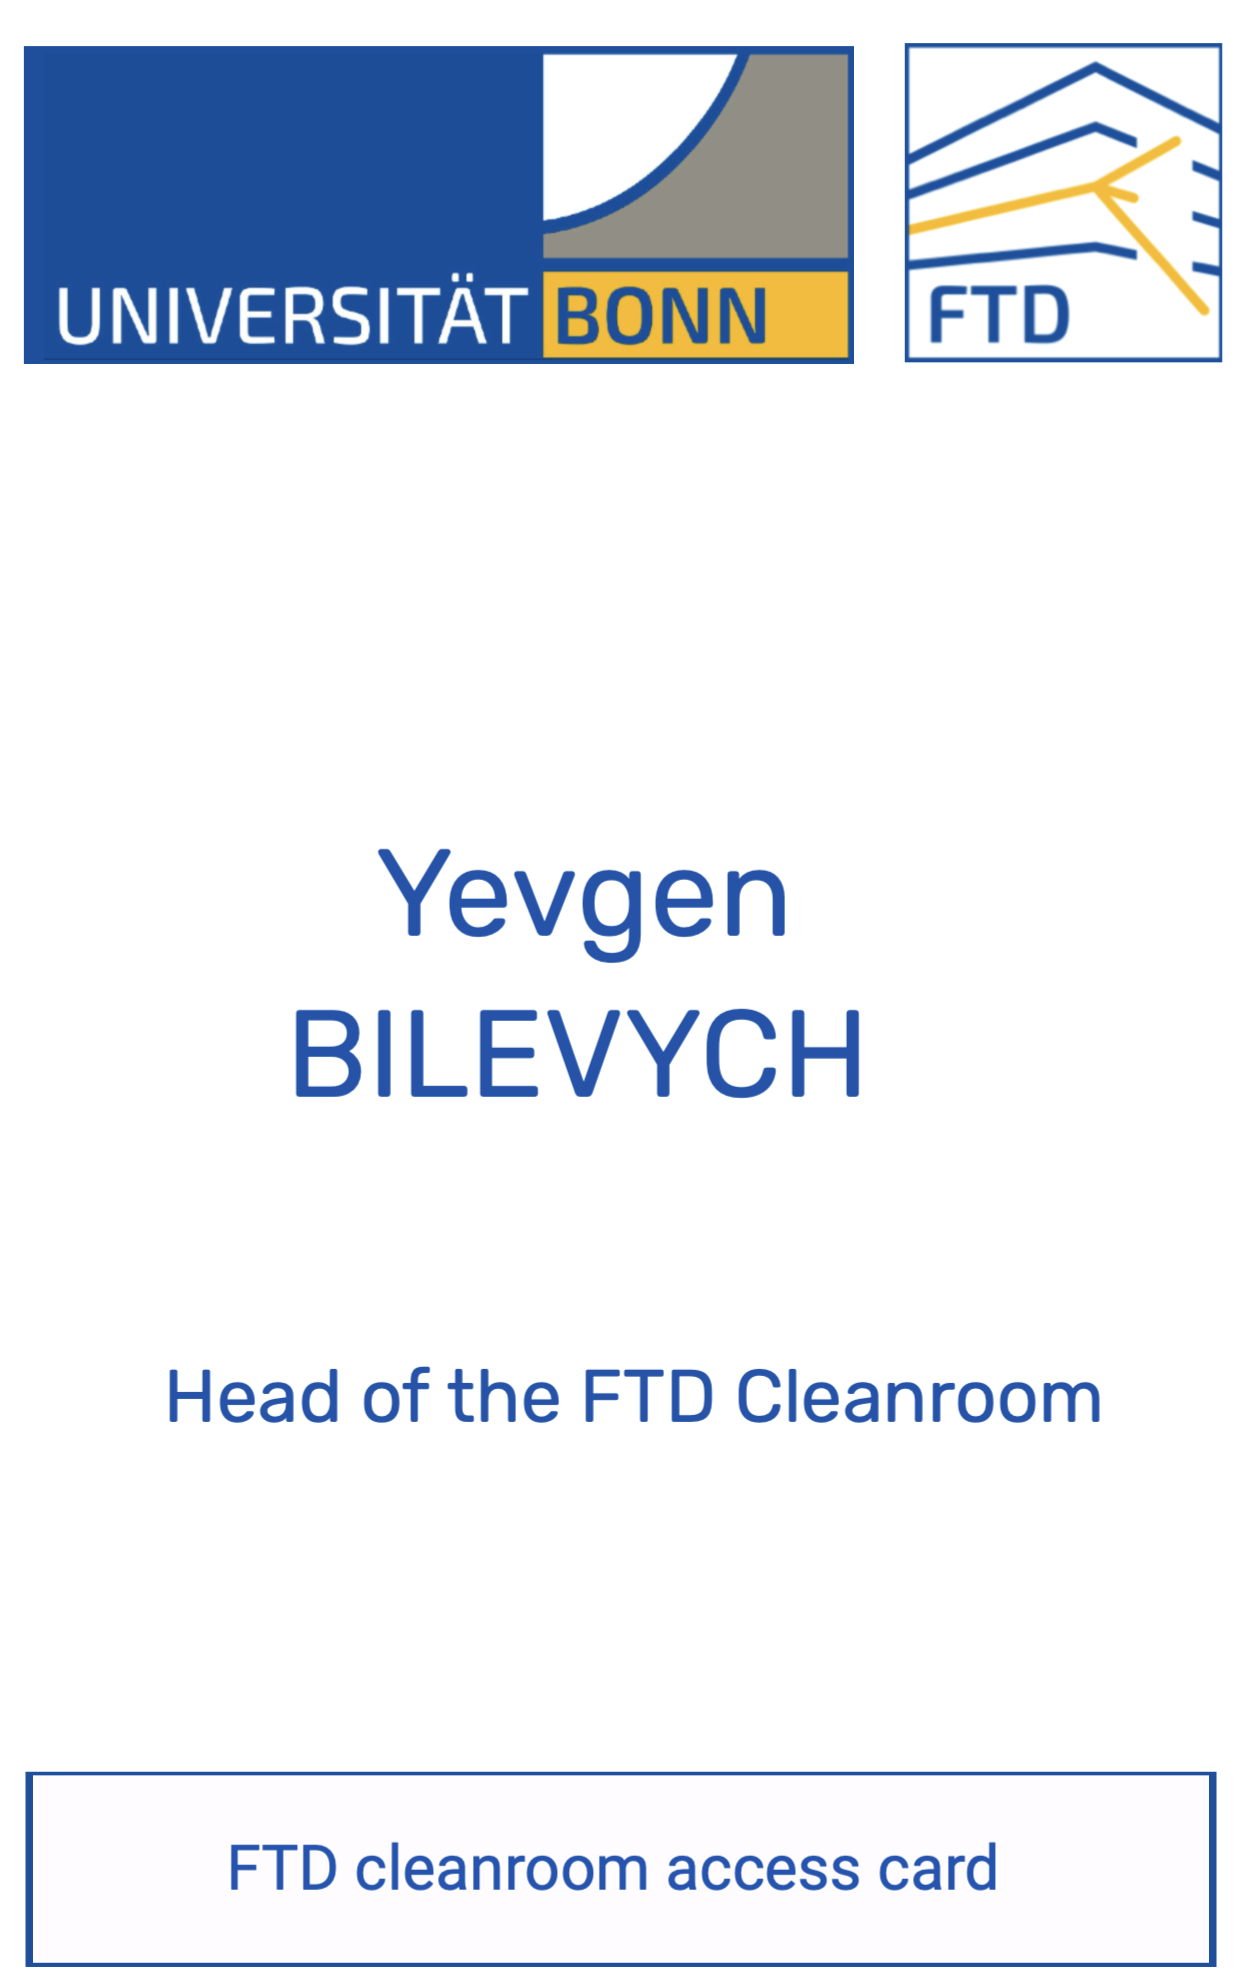 UNIVERSITÄT BONN
FTD
Yevgen
BILEVYCH
Head of the FTD Cleanroom
FTD cleanroom access card